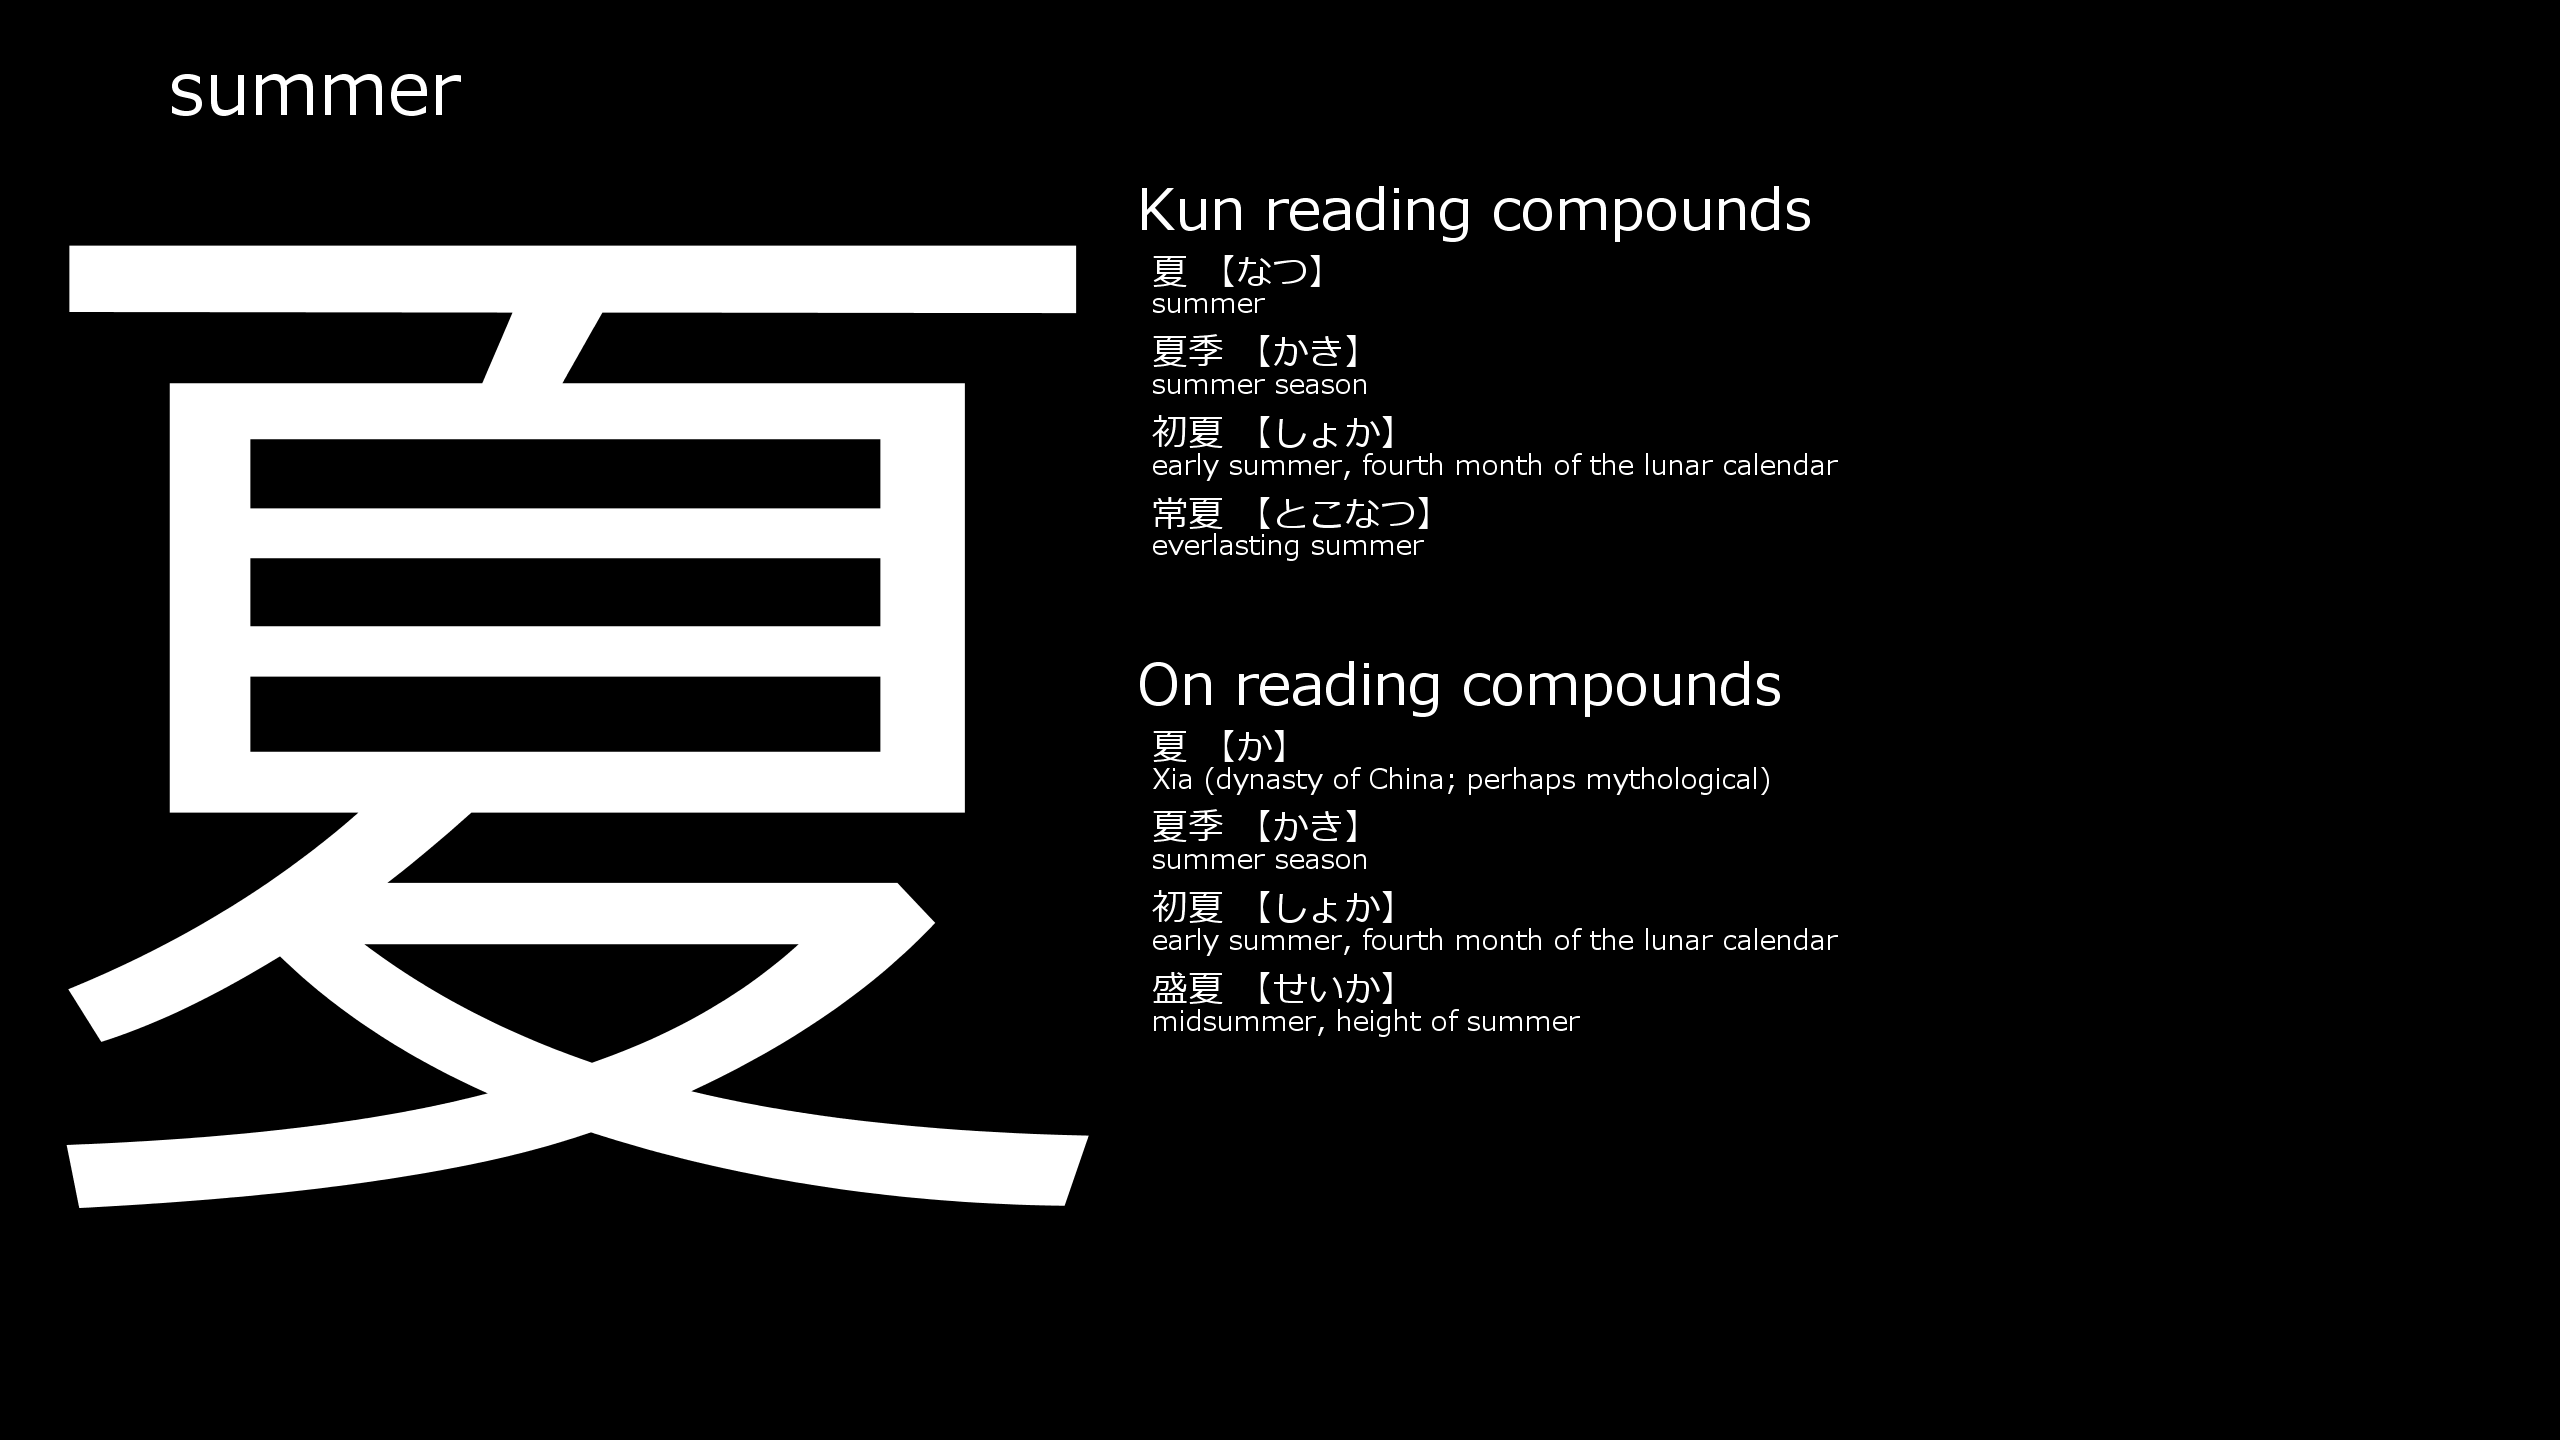 summer
夏
Kun reading compounds
夏 【なつ】
summer
夏季 【かき】
summer season
初夏 【しょか】
early summer, fourth month of the lunar calendar
常夏 【とこなつ】
everlasting summer
On reading compounds
夏 【か】
Xia (dynasty of China; perhaps mythological)
夏季 【かき】
summer season
初夏 【しょか】
early summer, fourth month of the lunar calendar
盛夏 【せいか】
midsummer, height of summer